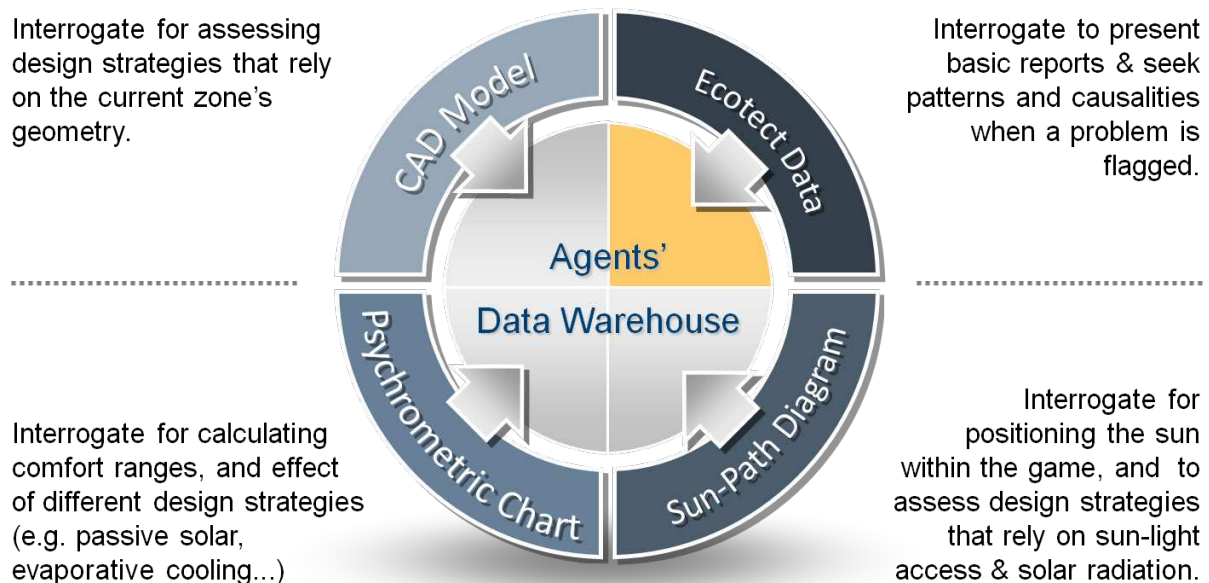 Interrogate for assessing
design strategies that rely
on the current zone's
geometry.
CAD Model
Ecotect Data
Interrogate to present
basic reports & seek
patterns and causalities
when a problem is
flagged.
Agents'
Data Warehouse
Interrogate for calculating
comfort ranges, and effect
of different design strategies
(e.g. passive solar,
evaporative cooling...)
Psychrometric Chart
Sun-Path Diagram
Interrogate for
positioning the sun
within the game, and to
assess design strategies
that rely on sun-light
access & solar radiation.